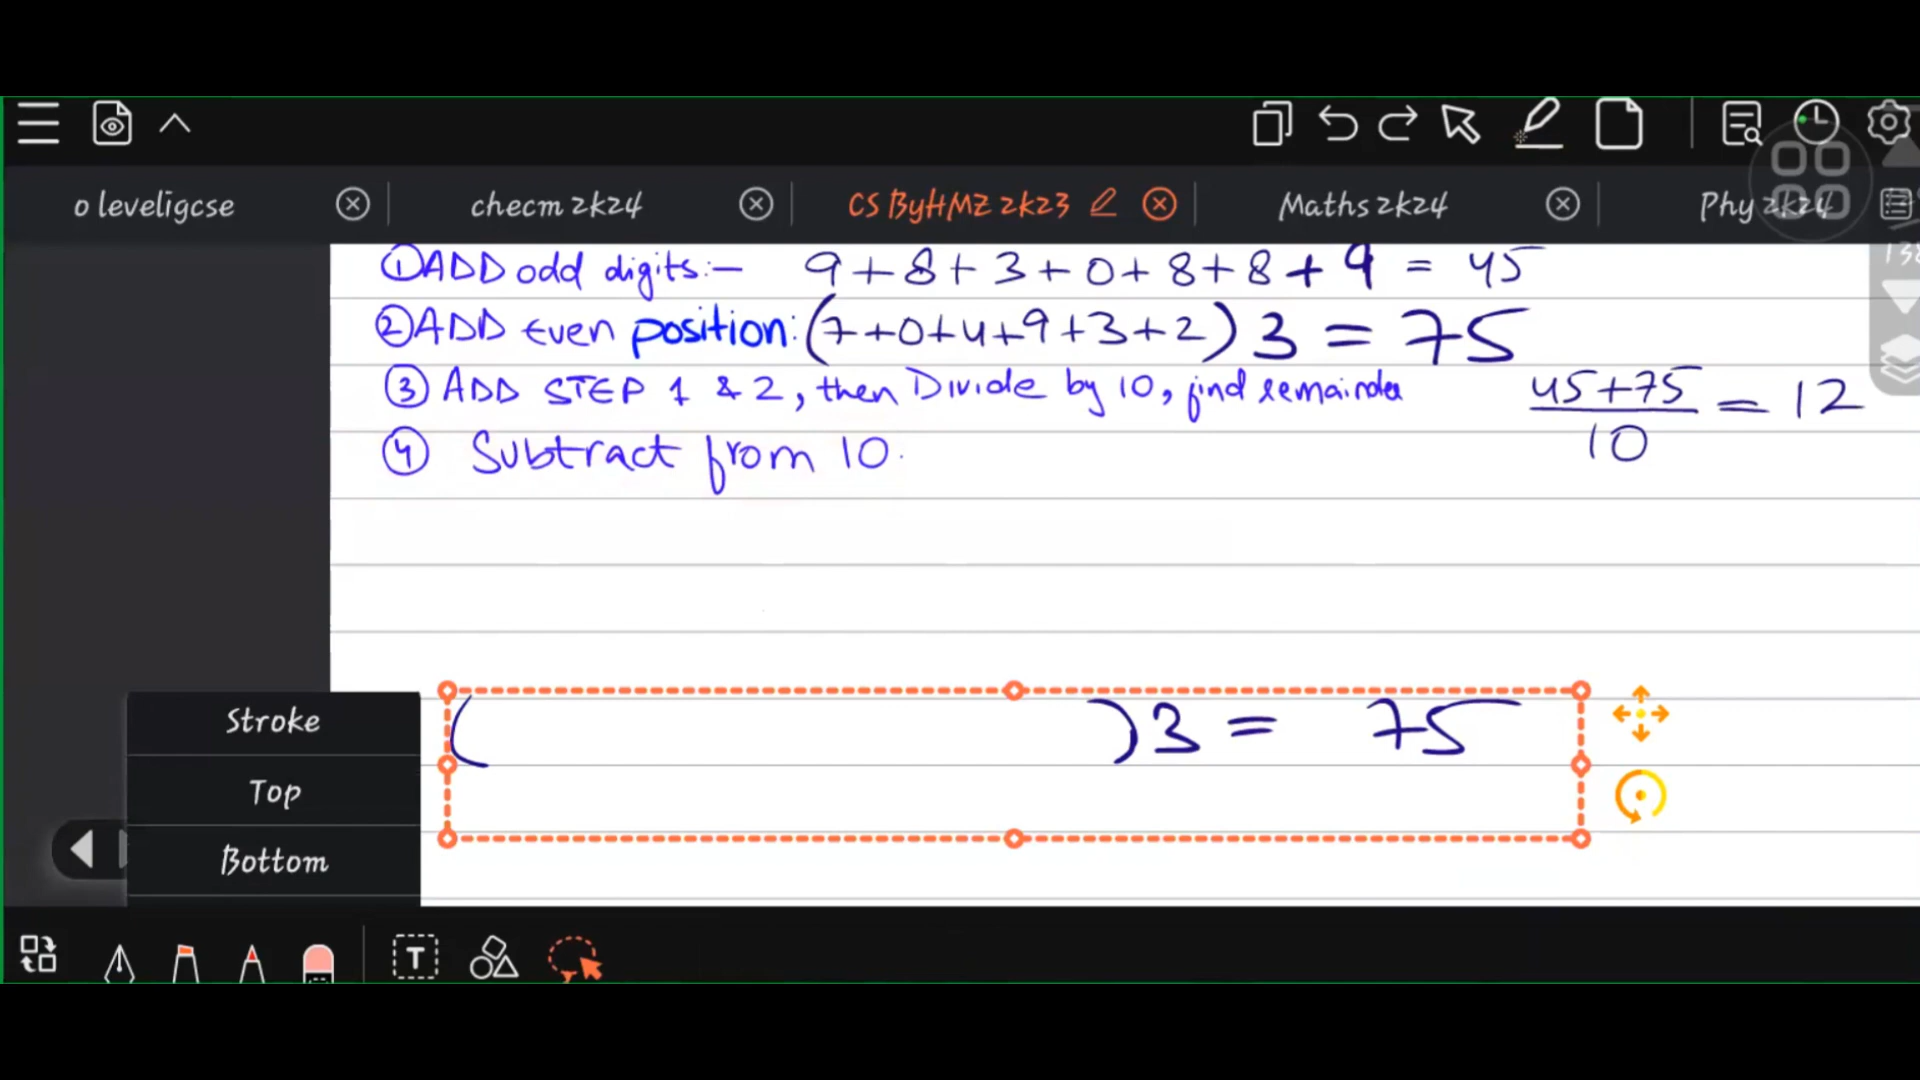 o leveligcse checm 2k24 CS ByHMZ 2k23 Maths 2k24 Phy 2k24
①ADD odd digits:- 9+8+3+0+8+8+9 = 45
②ADD Even position:(7+0+4+9+3+2)3 = 75
③ ADD STEP 1 & 2, then Divide by 10, find remainder
45+75
10
= 12
④ Subtract from 10.
( )3 = 75
Stroke
Top
Bottom
T